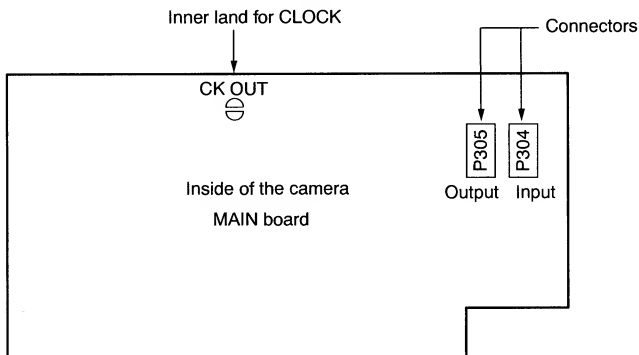 Inner land for CLOCK
Connectors
CK OUT
P305
P304
Output Input
Inside of the camera
MAIN board